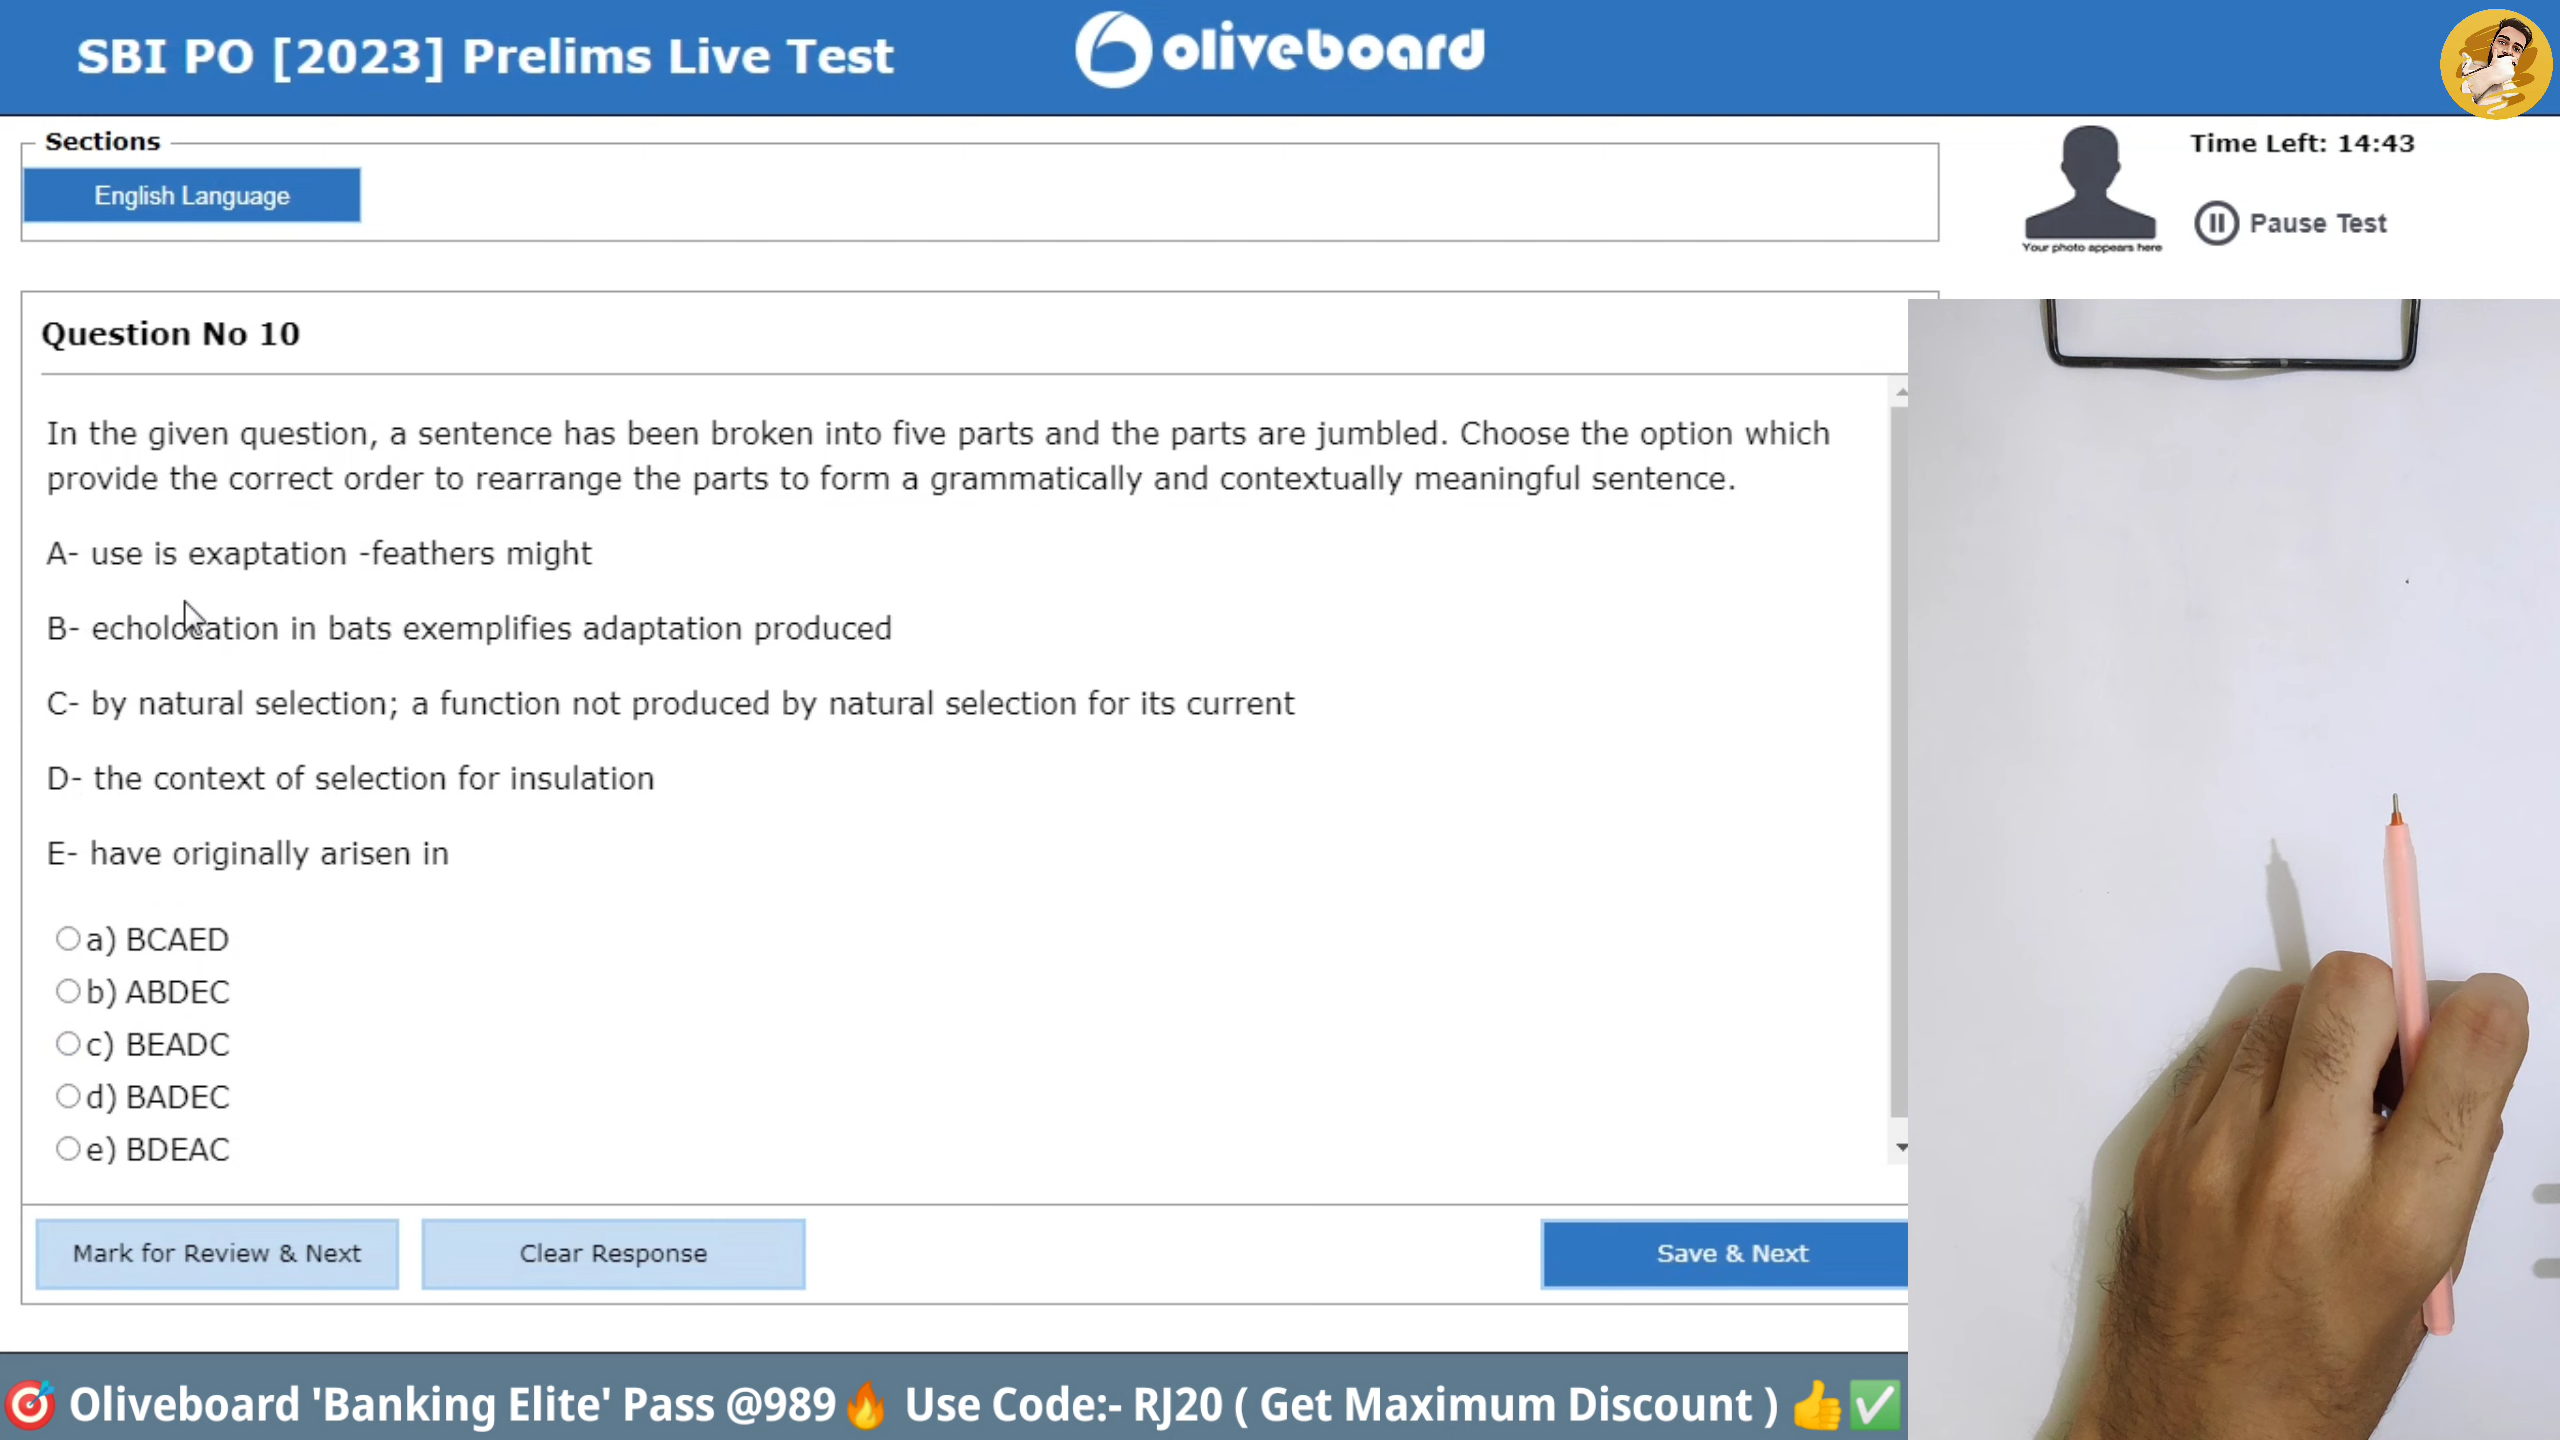 SBI PO [2023] Prelims Live Test
oliveboard
Sections
English Language
Time Left: 14:43
Pause Test
Your photo appears here
Question No 10
In the given question, a sentence has been broken into five parts and the parts are jumbled. Choose the option which
provide the correct order to rearrange the parts to form a grammatically and contextually meaningful sentence.
A- use is exaptation -feathers might
B- echolocation in bats exemplifies adaptation produced
C- by natural selection; a function not produced by natural selection for its current
D- the context of selection for insulation
E- have originally arisen in
a) BCAED
b) ABDEC
c) BEADC
d) BADEC
e) BDEAC
Mark for Review & Next
Clear Response
Save & Next
🎯 Oliveboard 'Banking Elite' Pass @989🔥 Use Code:- RJ20 ( Get Maximum Discount ) 👍✅